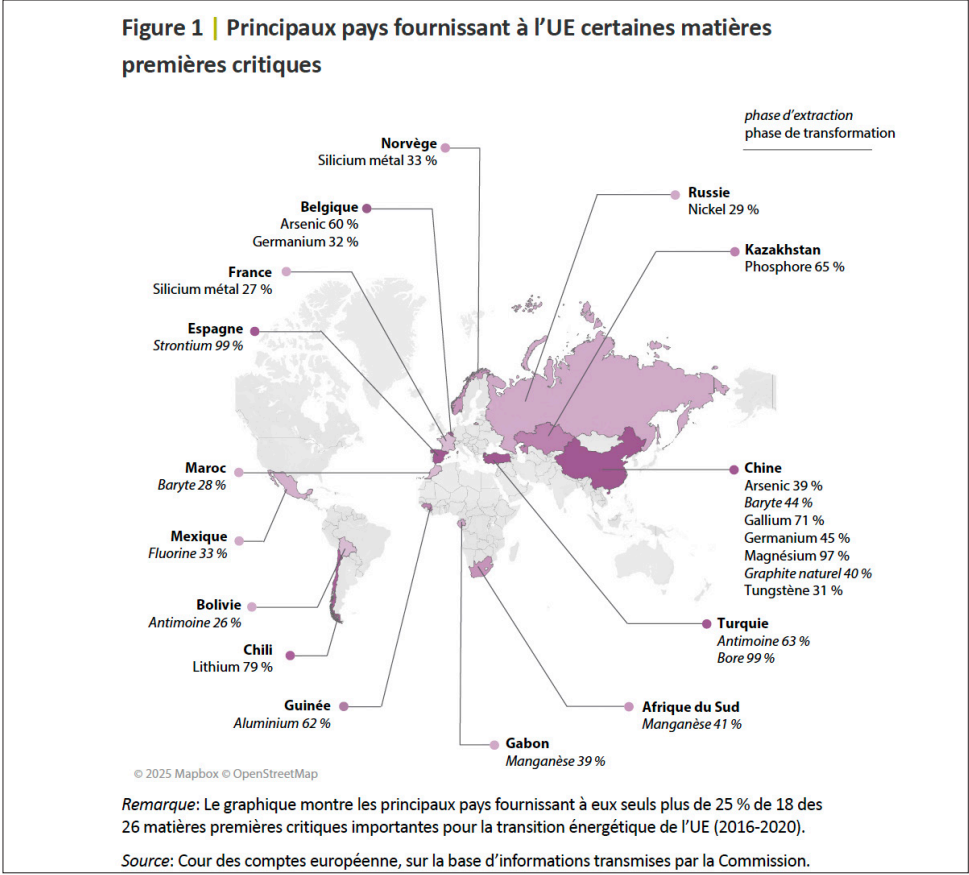 Figure 1 | Principaux pays fournissant à l’UE certaines matières
premières critiques
phase d’extraction
phase de transformation
Norvège
Silicium métal 33 %
Russie
Nickel 29 %
Belgique
Arsenic 60 %
Germanium 32 %
Kazakhstan
Phosphore 65 %
France
Silicium métal 27 %
Espagne
Strontium 99 %
Maroc
Baryte 28 %
Chine
Arsenic 39 %
Baryte 44 %
Gallium 71 %
Germanium 45 %
Magnésium 97 %
Graphite naturel 40 %
Tungstène 31 %
Mexique
Fluorine 33 %
Bolivie
Antimoine 26 %
Turquie
Antimoine 63 %
Bore 99 %
Chili
Lithium 79 %
Guinée
Aluminium 62 %
Afrique du Sud
Manganèse 41 %
Gabon
Manganèse 39 %
© 2025 Mapbox © OpenStreetMap
Remarque: Le graphique montre les principaux pays fournissant à eux seuls plus de 25 % de 18 des
26 matières premières critiques importantes pour la transition énergétique de l’UE (2016-2020).
Source: Cour des comptes européenne, sur la base d’informations transmises par la Commission.